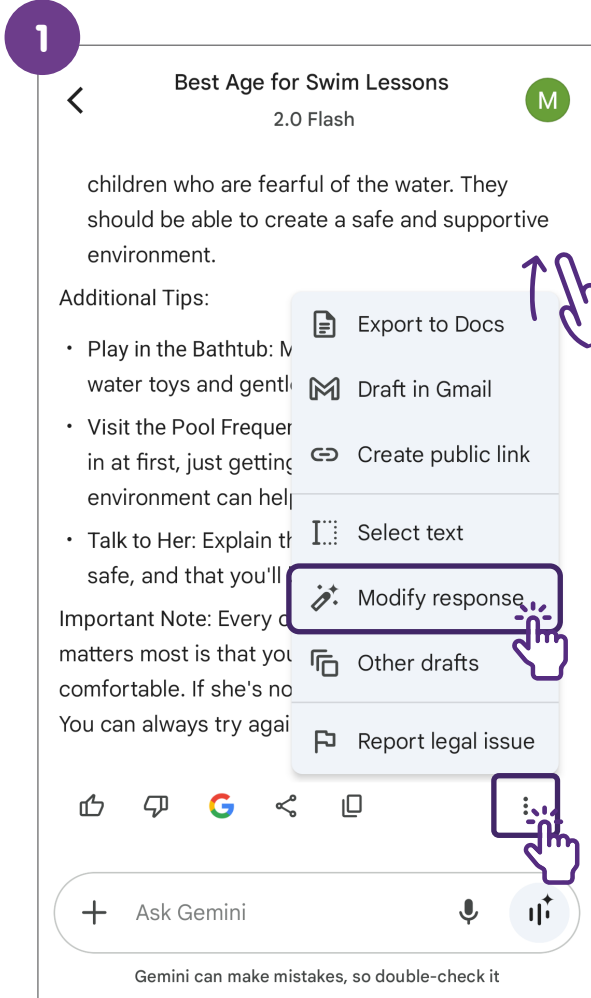 1
Best Age for Swim Lessons
2.0 Flash
M
children who are fearful of the water. They
should be able to create a safe and supportive
environment.
Additional Tips:
• Play in the Bathtub: M
water toys and gentl
• Visit the Pool Frequen
in at first, just getting
environment can help
• Talk to Her: Explain th
safe, and that you'll
Important Note: Every c
matters most is that you
comfortable. If she's no
You can always try agai
Export to Docs
Draft in Gmail
Create public link
Select text
Modify response
Other drafts
Report legal issue
Ask Gemini
Gemini can make mistakes, so double-check it